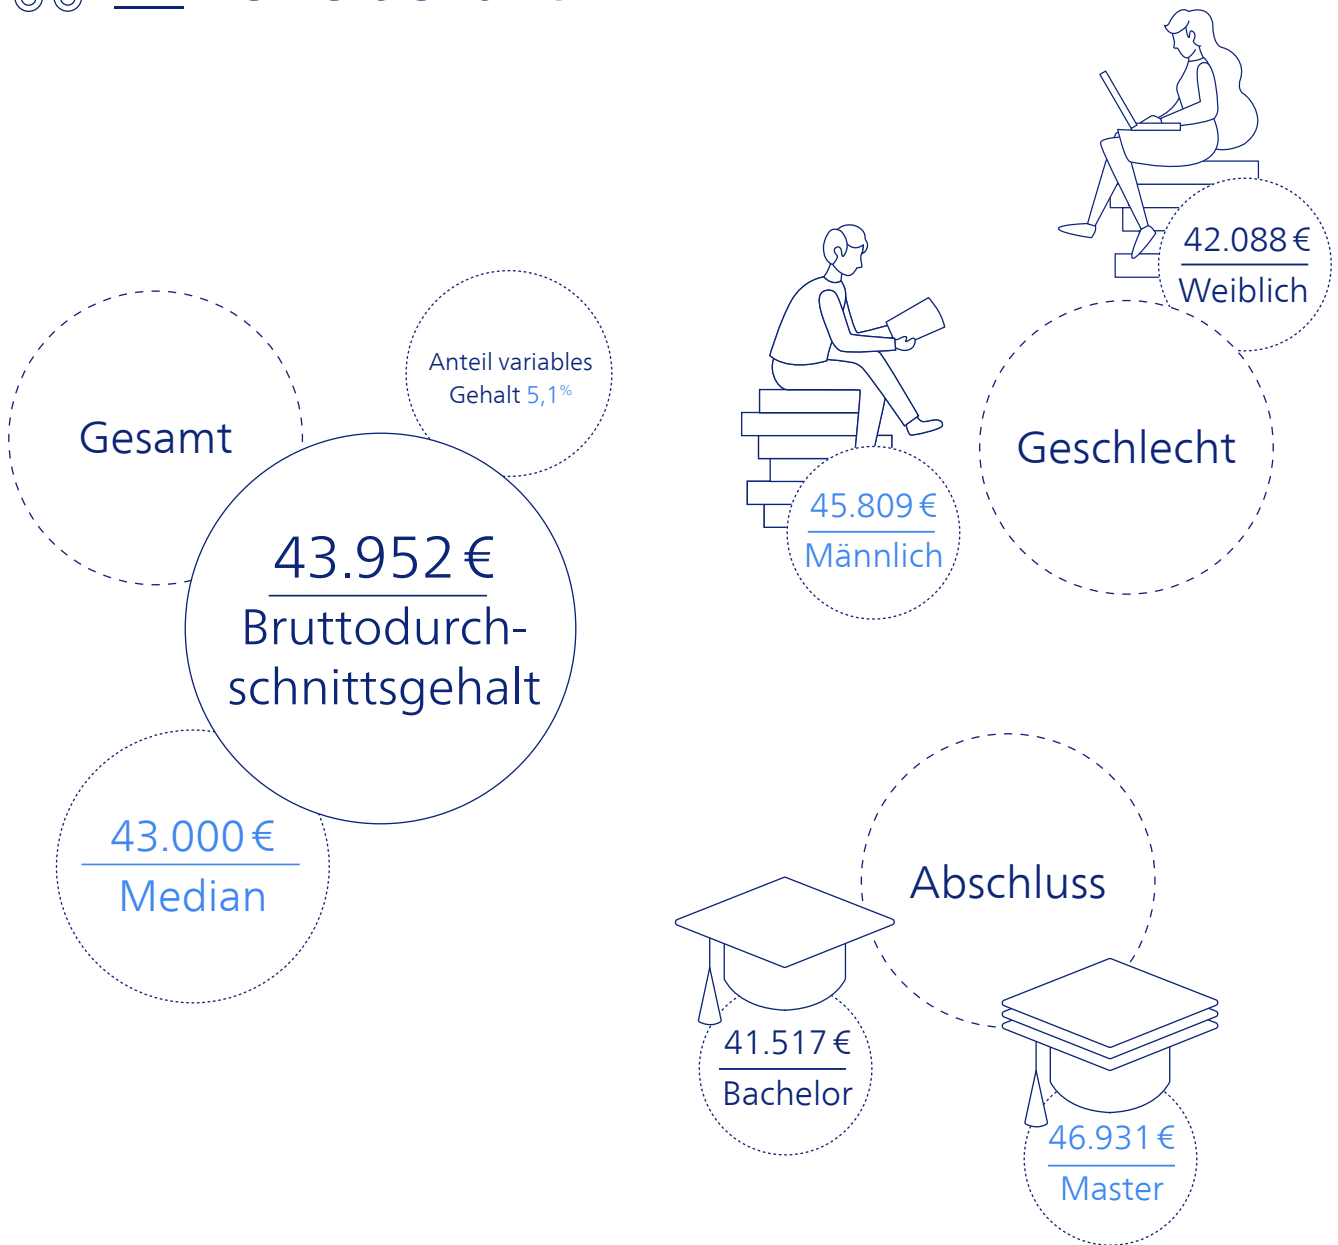 Gesamt
Anteil variables
Gehalt 5,1%
43.952 €
Bruttodurch-
schnittsgehalt
43.000 €
Median
42.088 €
Weiblich
Geschlecht
45.809 €
Männlich
Abschluss
41.517 €
Bachelor
46.931 €
Master